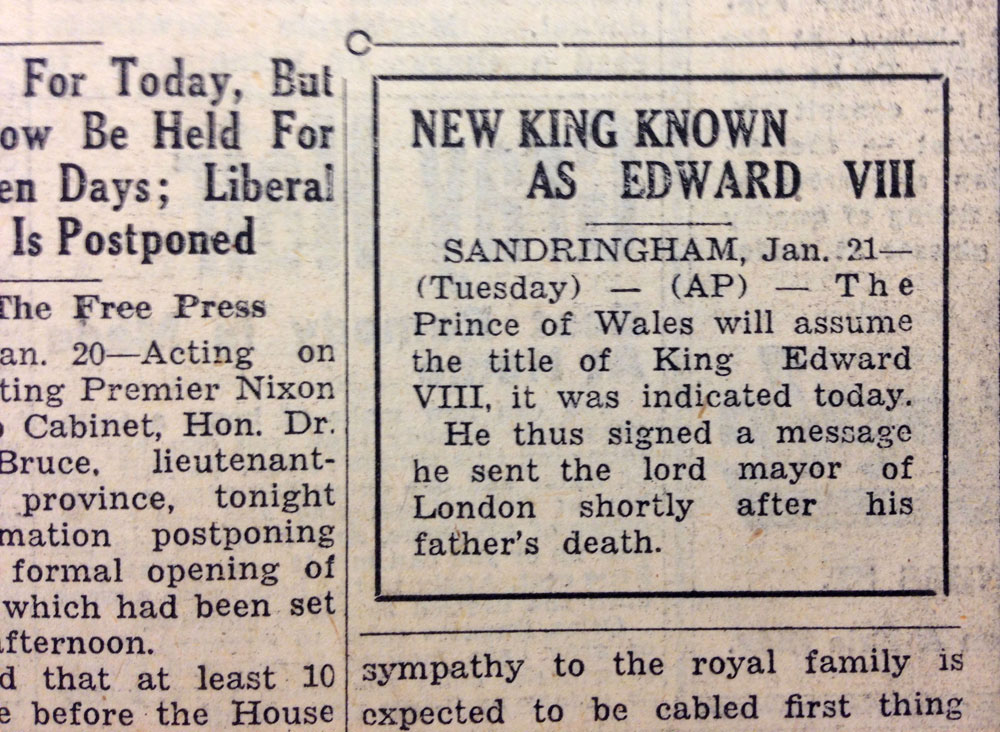 For Today, But
ow Be Held For
en Days; Liberal
Is Postponed
The Free Press
an. 20—Acting on
ting Premier Nixon
Cabinet, Hon. Dr.
Bruce, lieutenant-
province, tonight
mation postponing
formal opening of
which had been set
afternoon.
d that at least 10
e before the House
NEW KING KNOWN
AS EDWARD VIII
SANDRINGHAM, Jan. 21—
(Tuesday) — (AP) — The
Prince of Wales will assume
the title of King Edward
VIII, it was indicated today.
He thus signed a message
he sent the lord mayor of
London shortly after his
father's death.
sympathy to the royal family is
expected to be cabled first thing